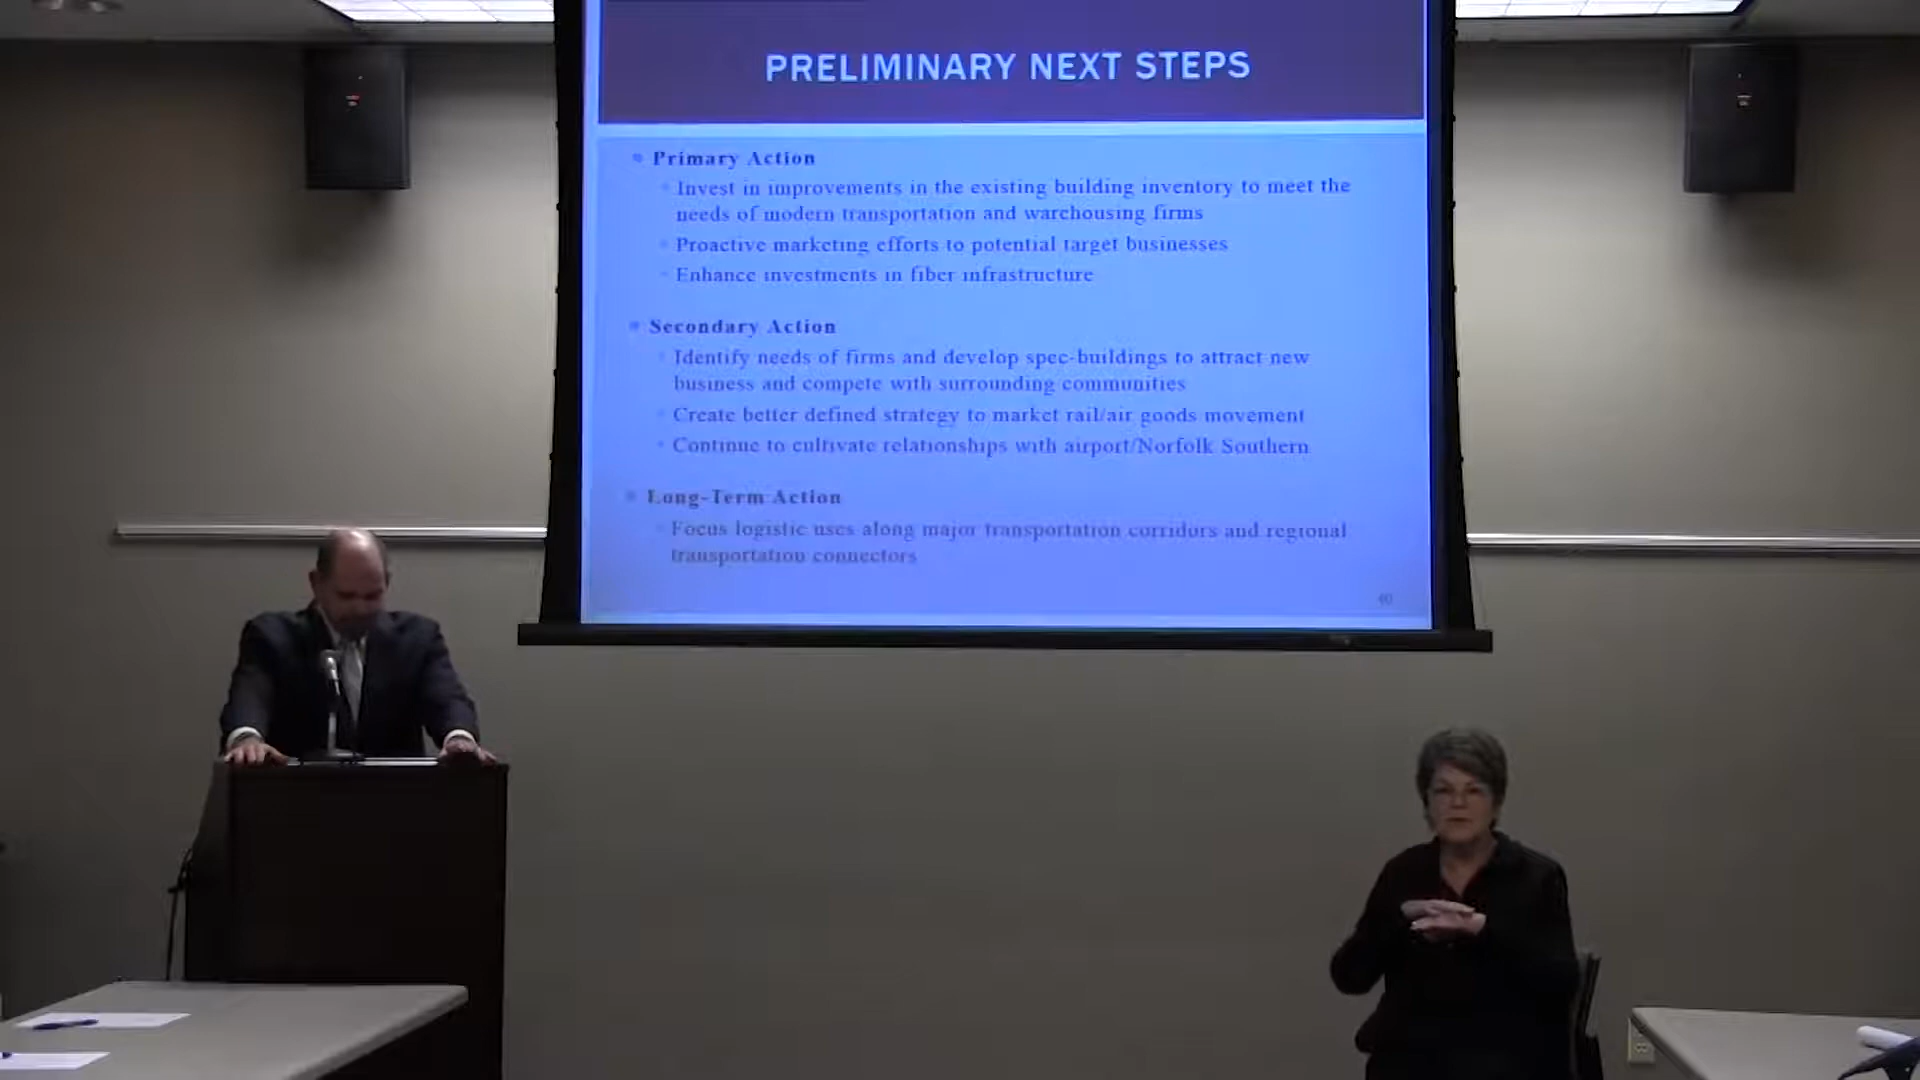 PRELIMINARY NEXT STEPS
Primary Action
Invest in improvements in the existing building inventory to meet the
needs of modern transportation and warehousing firms
Proactive marketing efforts to potential target businesses
Enhance investments in fiber infrastructure
Secondary Action
Identify needs of firms and develop spec-buildings to attract new
business and compete with surrounding communities
Create better defined strategy to market rail/air goods movement
Continue to cultivate relationships with airport/Norfolk Southern
Long-Term Action
Focus logistic uses along major transportation corridors and regional
transportation connectors